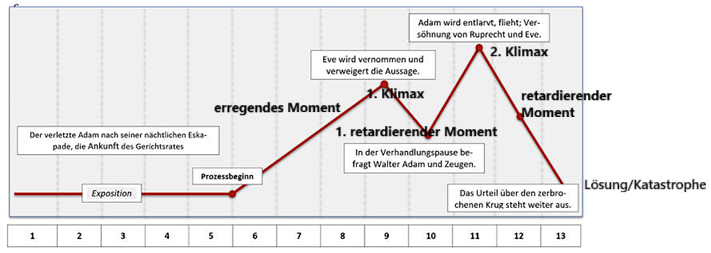 Adam wird entlarvt, flieht; Ver-
söhnung von Ruprecht und Eve.
2. Klimax
Eve wird vernommen und
verweigert die Aussage.
1. Klimax
erregendes Moment
retardierender
Moment
1. retardierender Moment
Der verletzte Adam nach seiner nächtlichen Eska-
pade, die Ankunft des Gerichtsrates
In der Verhandlungspause be-
fragt Walter Adam und Zeugen.
Prozessbeginn
Exposition
Lösung/Katastrophe
Das Urteil über den zerbro-
chenen Krug steht weiter aus.
1 2 3 4 5 6 7 8 9 10 11 12 13